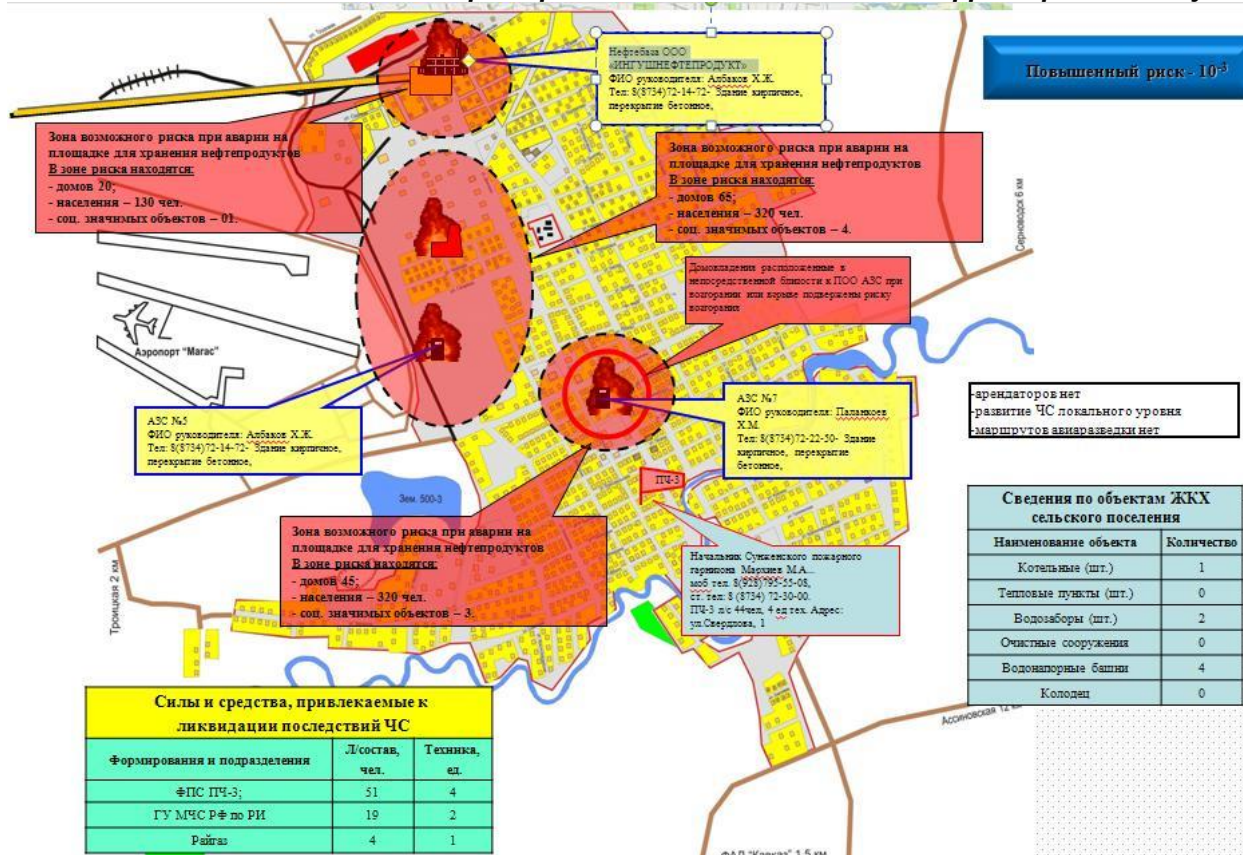 Нефтебаза ООО
«ИНГУШНЕФТЕПРОДУКТ»
ФИО руководителя: Албаков Х.Ж.
Тел: 8(8734)72-14-72- Здание кирпичное,
перекрытие бетонное,
Повышенный риск - 10-3
Зона возможного риска при аварии на
площадке для хранения нефтепродуктов
В зоне риска находятся:
- домов 20;
- населения – 130 чел.
- соц. значимых объектов – 01.
Зона возможного риска при аварии на
площадке для хранения нефтепродуктов
В зоне риска находятся:
- домов 65;
- населения – 320 чел.
- соц. значимых объектов – 4.
Серноводск 6 км
Домовладения расположенные в
непосредственной близости к ПОО АЗС при
возгорании или взрыве подвержены риску
возгорания
Аэропорт "Магас"
АЗС №5
ФИО руководителя: Албаков Х.Ж.
Тел: 8(8734)72-14-72- Здание кирпичное,
перекрытие бетонное,
АЗС №7
ФИО руководителя: Паланкоев
Х.М.
Тел: 8(8734)72-22-50- Здание
кирпичное, перекрытие
бетонное,
-арендаторов нет
-развитие ЧС локального уровня
-маршрутов авиаразведки нет
ПЧ-3
Зем. 500-3
Зона возможного риска при аварии на
площадке для хранения нефтепродуктов
В зоне риска находятся:
- домов 45;
- населения – 320 чел.
- соц. значимых объектов – 3.
Начальник Сунженского пожарного
гарнизона Мархиев М.А...
моб тел. 8(928)795-55-08,
ст. тел: 8 (8734) 72-30-00.
ПЧ-3 л/с 44чел, 4 ед тех. Адрес:
ул.Свердлова, 1
Троицкая 2 км
Сведения по объектам ЖКХ
сельского поселения
Наименование объекта Количество
Котельные (шт.) 1
Тепловые пункты (шт.) 0
Водозаборы (шт.) 2
Очистные сооружения 0
Водонапорные башни 4
Колодец 0
Ассиновская 12
Силы и средства, привлекаемые к
ликвидации последствий ЧС
Формирования и подразделения Л/состав, чел. Техника, ед.
ФПС ПЧ-3; 51 4
ГУ МЧС РФ по РИ 19 2
Райгаз 4 1
ФАД "Кавказ" 1,5 км